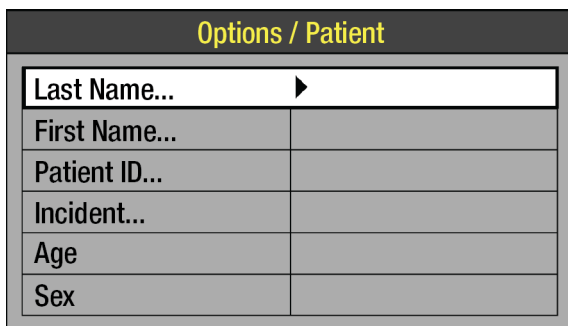 Options / Patient
Last Name...
First Name...
Patient ID...
Incident...
Age
Sex